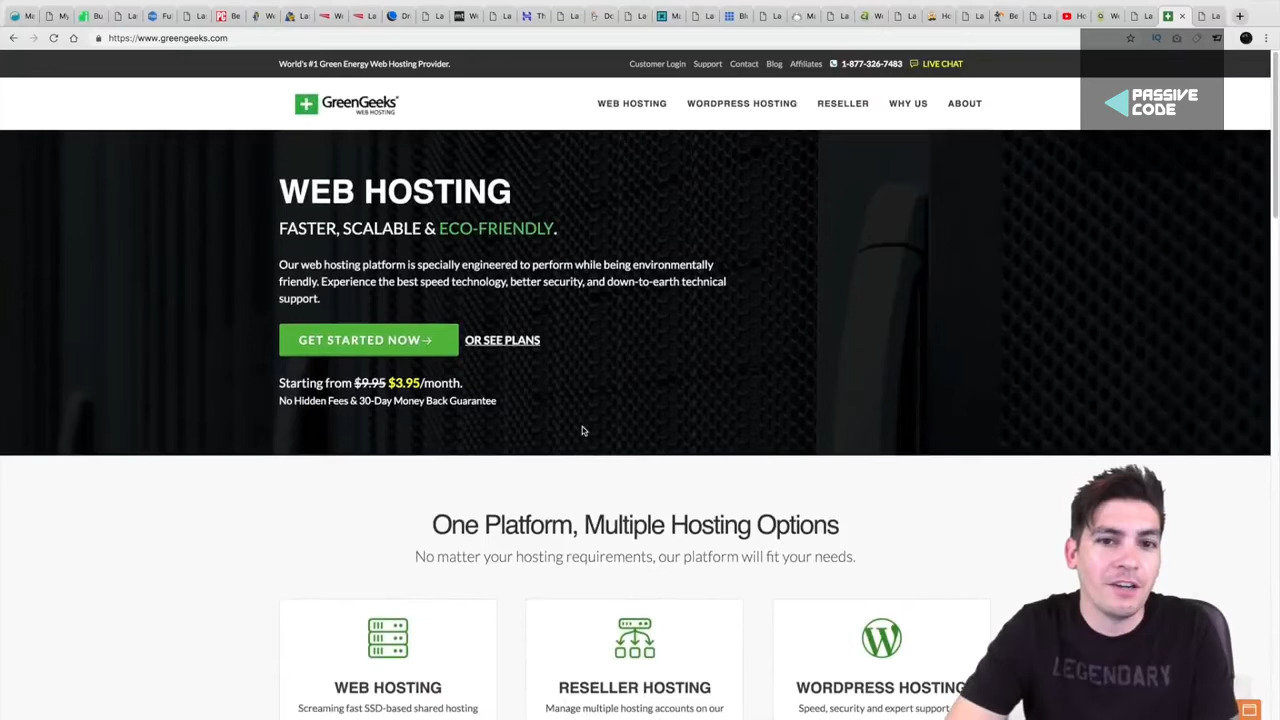 https://www.greengeeks.com
World's #1 Green Energy Web Hosting Provider.
Customer Login Support Contact Blog Affiliates 1-877-326-7483 LIVE CHAT
GreenGeeks
WEB HOSTING
WEB HOSTING WORDPRESS HOSTING RESELLER WHY US ABOUT
PASSIVE
CODE
WEB HOSTING
FASTER, SCALABLE & ECO-FRIENDLY.
Our web hosting platform is specially engineered to perform while being environmentally
friendly. Experience the best speed technology, better security, and down-to-earth technical
support.
GET STARTED NOW→ OR SEE PLANS
Starting from $9.95 $3.95/month.
No Hidden Fees & 30-Day Money Back Guarantee
One Platform, Multiple Hosting Options
No matter your hosting requirements, our platform will fit your needs.
WEB HOSTING
Screaming fast SSD-based shared hosting
RESELLER HOSTING
Manage multiple hosting accounts on our
WORDPRESS HOSTING
Speed, security and expert support
LEGENDARY